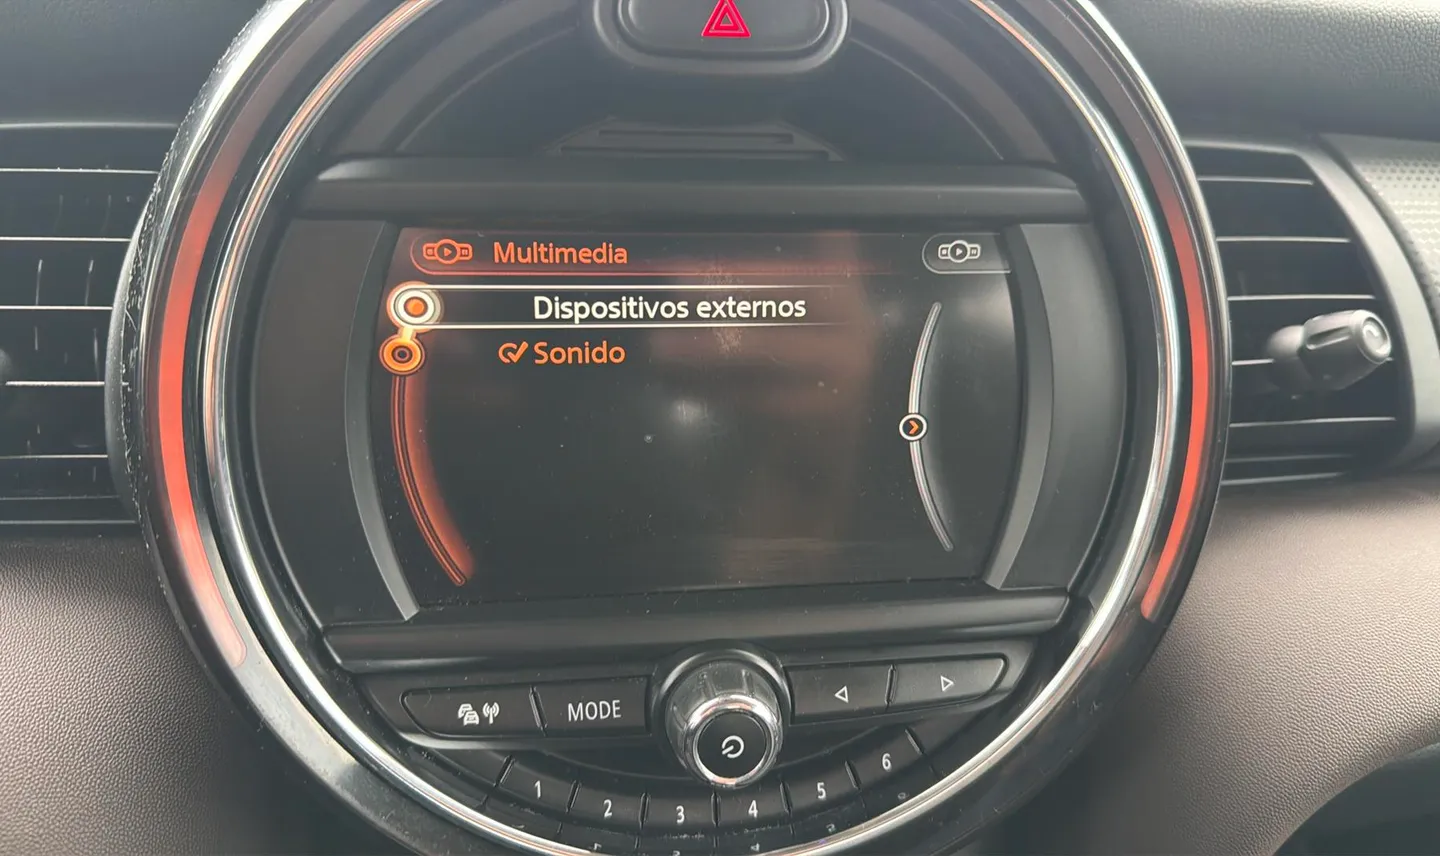 Multimedia
Dispositivos externos
Sonido
MODE
1 2 3 4 5 6